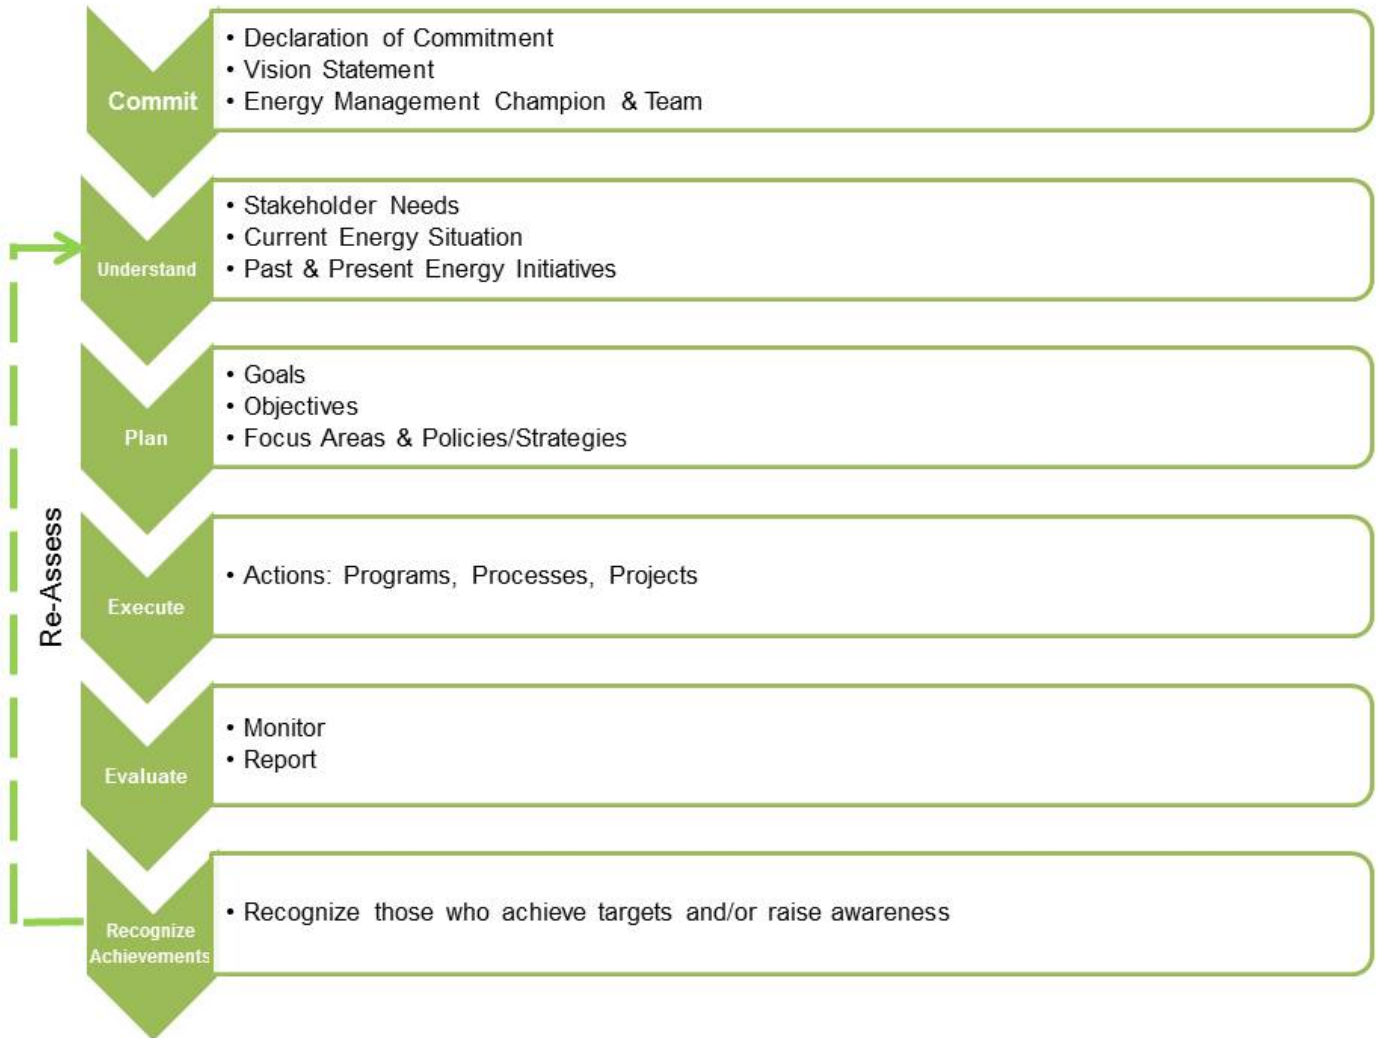 Commit
• Declaration of Commitment
• Vision Statement
• Energy Management Champion & Team
Understand
• Stakeholder Needs
• Current Energy Situation
• Past & Present Energy Initiatives
Plan
• Goals
• Objectives
• Focus Areas & Policies/Strategies
Re-Assess
Execute
• Actions: Programs, Processes, Projects
Evaluate
• Monitor
• Report
Recognize
Achievements
• Recognize those who achieve targets and/or raise awareness